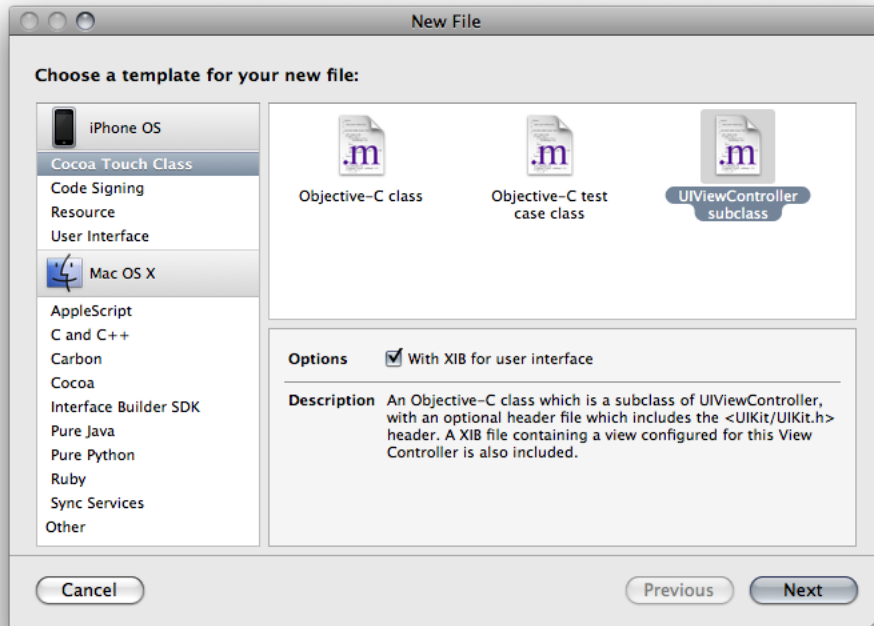 New File
Choose a template for your new file:
iPhone OS
Cocoa Touch Class
Code Signing
Resource
User Interface
Mac OS X
AppleScript
C and C++
Carbon
Cocoa
Interface Builder SDK
Pure Java
Pure Python
Ruby
Sync Services
Other
.m
Objective-C class
.m
Objective-C test
case class
.m
UIViewController
subclass
Options
With XIB for user interface
Description
An Objective-C class which is a subclass of UIViewController,
with an optional header file which includes the <UIKit/UIKit.h>
header. A XIB file containing a view configured for this View
Controller is also included.
Cancel
Previous
Next